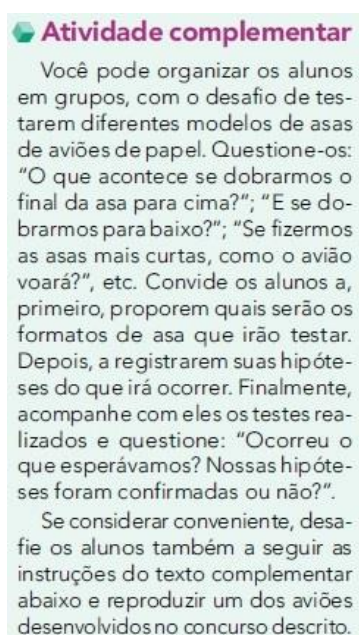 Atividade complementar
Você pode organizar os alunos
em grupos, com o desafio de tes-
tarem diferentes modelos de asas
de aviões de papel. Questione-os:
“O que acontece se dobrarmos o
final da asa para cima?”; “E se do-
brarmos para baixo?”; “Se fizermos
as asas mais curtas, como o avião
voará?”, etc. Convide os alunos a,
primeiro, proporem quais serão os
formatos de asa que irão testar.
Depois, a registrarem suas hipóte-
ses do que irá ocorrer. Finalmente,
acompanhe com eles os testes rea-
lizados e questione: “Ocorreu o
que esperávamos? Nossas hipóte-
ses foram confirmadas ou não?”.
Se considerar conveniente, desa-
fie os alunos também a seguir as
instruções do texto complementar
abaixo e reproduzir um dos aviões
desenvolvidos no concurso descrito.